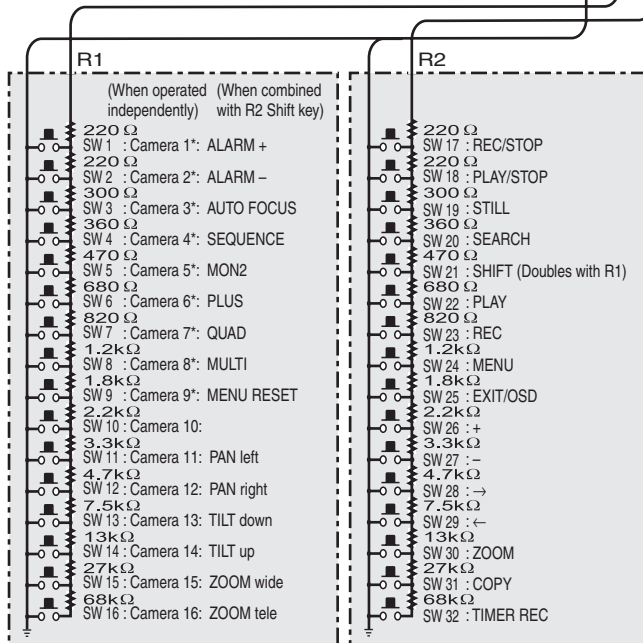 R1
(When operated independently) (When combined with R2 Shift key)
220 Ω
SW 1 : Camera 1*: ALARM +
220 Ω
SW 2 : Camera 2*: ALARM –
300 Ω
SW 3 : Camera 3*: AUTO FOCUS
360 Ω
SW 4 : Camera 4*: SEQUENCE
470 Ω
SW 5 : Camera 5*: MON2
680 Ω
SW 6 : Camera 6*: PLUS
820 Ω
SW 7 : Camera 7*: QUAD
1.2kΩ
SW 8 : Camera 8*: MULTI
1.8kΩ
SW 9 : Camera 9*: MENU RESET
2.2kΩ
SW 10 : Camera 10:
3.3kΩ
SW 11 : Camera 11: PAN left
4.7kΩ
SW 12 : Camera 12: PAN right
7.5kΩ
SW 13 : Camera 13: TILT down
13kΩ
SW 14 : Camera 14: TILT up
27kΩ
SW 15 : Camera 15: ZOOM wide
68kΩ
SW 16 : Camera 16: ZOOM tele
R2
220 Ω
SW 17 : REC/STOP
220 Ω
SW 18 : PLAY/STOP
300 Ω
SW 19 : STILL
360 Ω
SW 20 : SEARCH
470 Ω
SW 21 : SHIFT (Doubles with R1)
680 Ω
SW 22 : PLAY
820 Ω
SW 23 : REC
1.2kΩ
SW 24 : MENU
1.8kΩ
SW 25 : EXIT/OSD
2.2kΩ
SW 26 : +
3.3kΩ
SW 27 : –
4.7kΩ
SW 28 : →
7.5kΩ
SW 29 : ←
13kΩ
SW 30 : ZOOM
27kΩ
SW 31 : COPY
68kΩ
SW 32 : TIMER REC